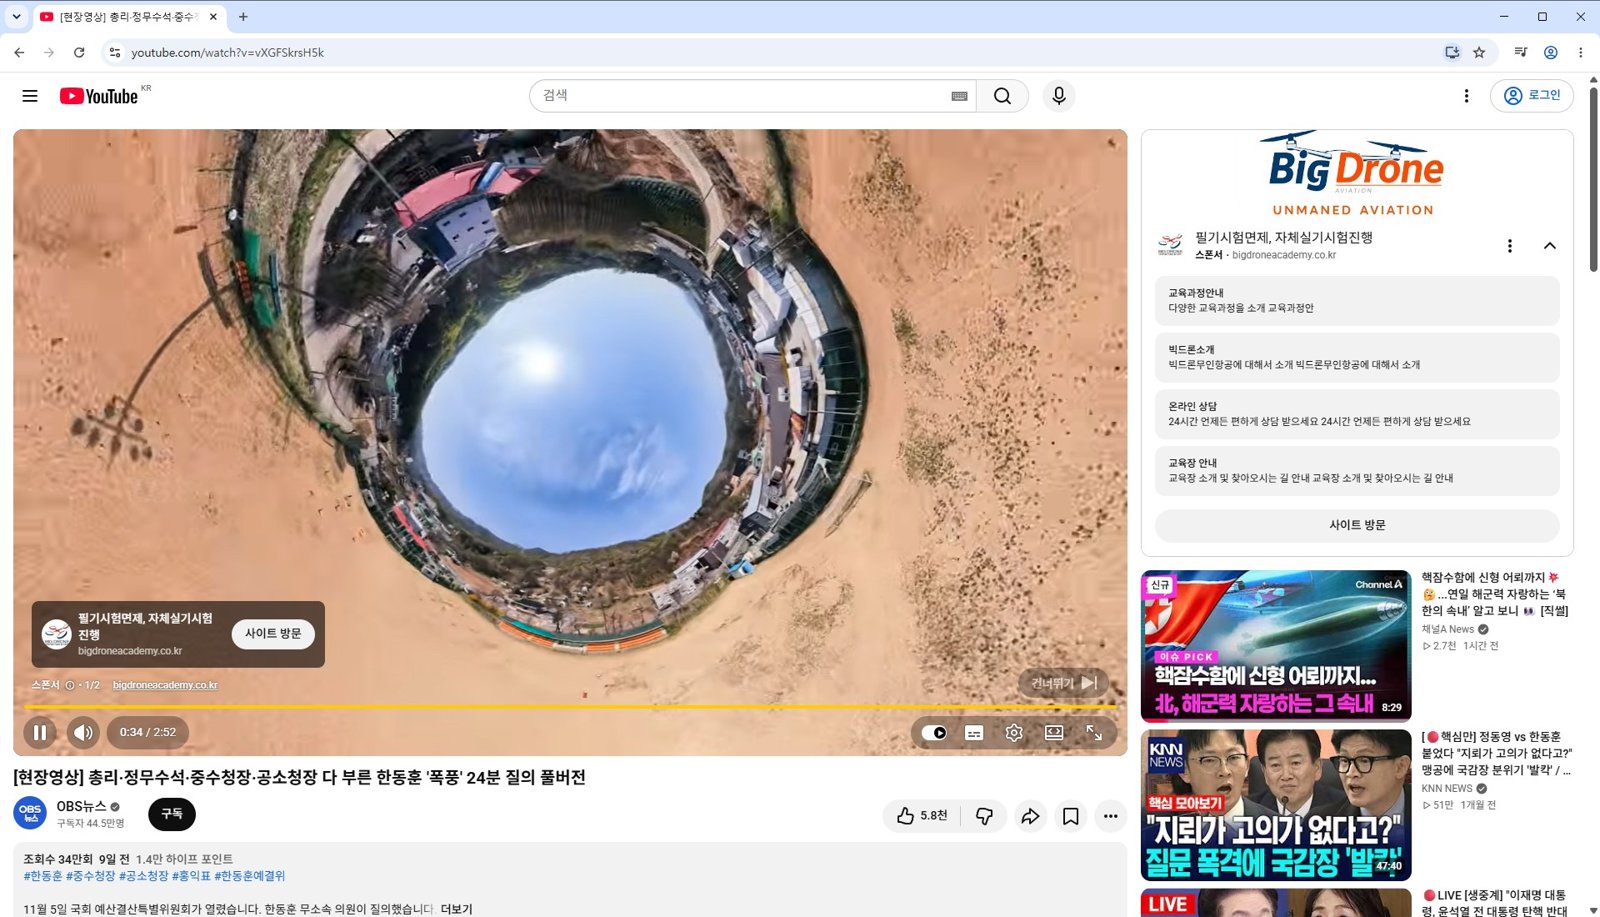 [현장영상] 총리·정무수석·중수청
youtube.com/watch?v=vXGFSkrsH5k
YouTube KR
검색
로그인
필기시험면제, 자체실기시험
진행
bigdroneacademy.co.kr
사이트 방문
스폰서 · 1/2 bigdroneacademy.co.kr
건너뛰기
0:34 / 2:52
[현장영상] 총리·정무수석·중수청장·공소청장 다 부른 한동훈 '폭풍' 24분 질의 풀버전
OBS
뉴스
OBS뉴스
구독자 44.5만명
구독
5.8천
조회수 34만회 9일 전 1.4만 하이프 포인트
#한동훈 #중수청장 #공소청장 #홍익표 #한동훈예결위
11월 5일 국회 예산결산특별위원회가 열렸습니다. 한동훈 무소속 의원이 질의했습니다. 더보기
Big Drone
AVIATION
UNMANED AVIATION
필기시험면제, 자체실기시험진행
스폰서 · bigdroneacademy.co.kr
교육과정안내
다양한 교육과정을 소개 교육과정안
빅드론소개
빅드론무인항공에 대해서 소개 빅드론무인항공에 대해서 소개
온라인 상담
24시간 언제든 편하게 상담 받으세요 24시간 언제든 편하게 상담 받으세요
교육장 안내
교육장 소개 및 찾아오시는 길 안내 교육장 소개 및 찾아오시는 길 안내
사이트 방문
신규
Channel A
이슈 PICK
핵잠수함에 신형 어뢰까지...
北, 해군력 자랑하는 그 속내
8:29
핵잠수함에 신형 어뢰까지💥
🤔...연일 해군력 자랑하는 '북
한의 속내' 알고 보니 👀 [직썰]
채널A News
2.7천 1시간 전
KNN
NEWS
핵심 모아보기
"지뢰가 고의가 없다고?"
질문 폭격에 국감장 '발칵'
47:40
[🔴핵심만] 정동영 vs 한동훈
붙었다 "지뢰가 고의가 없다고?"
맹공에 국감장 분위기 '발칵' / ...
KNN NEWS
51만 1개월 전
LIVE
🔴LIVE [생중계] "이재명 대통
령, 윤석열 전 대통령 탄핵 반대